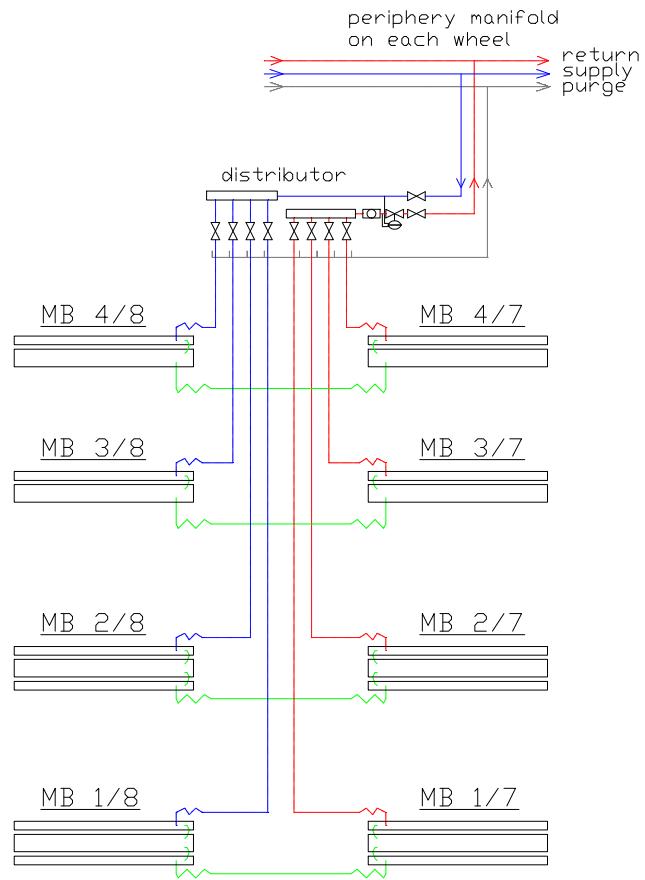 periphery manifold
on each wheel
return
supply
purge
distributor
MB 4/8
MB 4/7
MB 3/8
MB 3/7
MB 2/8
MB 2/7
MB 1/8
MB 1/7